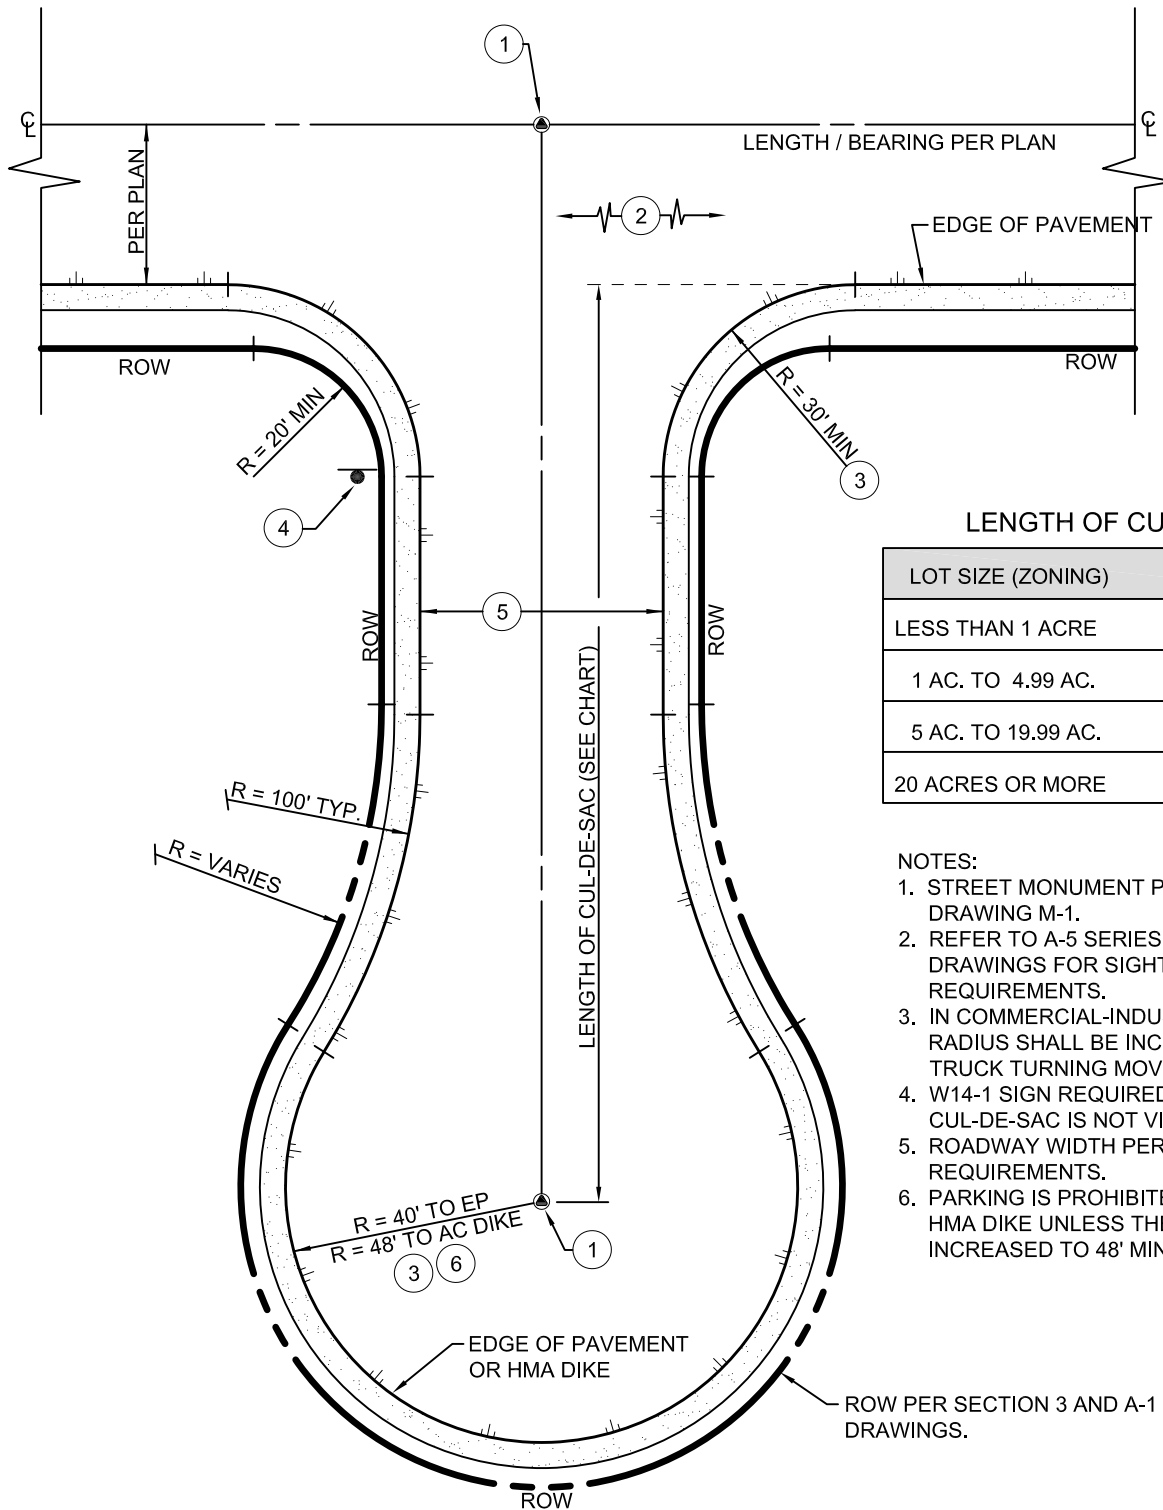 1
℄
℄
LENGTH / BEARING PER PLAN
PER PLAN
2
EDGE OF PAVEMENT
ROW
ROW
R = 20' MIN
R = 30' MIN
3
4
5
ROW
ROW
LENGTH OF CUL-DE-SAC (SEE CHART)
R = 100' TYP.
R = VARIES
R = 40' TO EP
R = 48' TO AC DIKE
3 6
1
EDGE OF PAVEMENT
OR HMA DIKE
ROW PER SECTION 3 AND A-1
DRAWINGS.
ROW
LENGTH OF CU
LOT SIZE (ZONING)
LESS THAN 1 ACRE
1 AC. TO 4.99 AC.
5 AC. TO 19.99 AC.
20 ACRES OR MORE
NOTES:
1. STREET MONUMENT P
DRAWING M-1.
2. REFER TO A-5 SERIES
DRAWINGS FOR SIGHT
REQUIREMENTS.
3. IN COMMERCIAL-INDU
RADIUS SHALL BE INC
TRUCK TURNING MOV
4. W14-1 SIGN REQUIRED
CUL-DE-SAC IS NOT VI
5. ROADWAY WIDTH PER
REQUIREMENTS.
6. PARKING IS PROHIBITE
HMA DIKE UNLESS THE
INCREASED TO 48' MIN